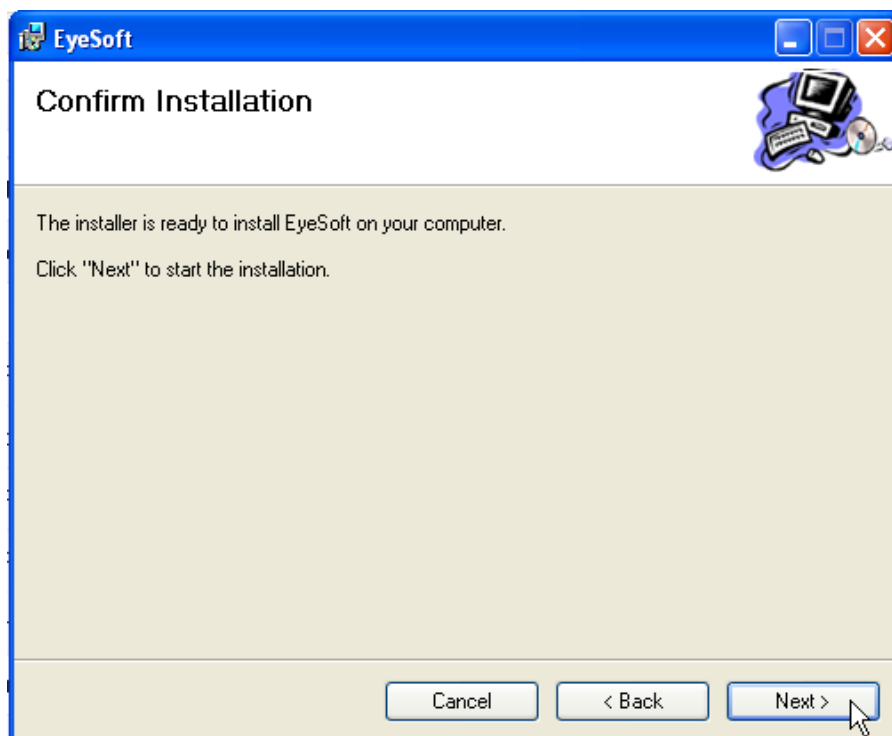 EyeSoft
Confirm Installation
The installer is ready to install EyeSoft on your computer.
Click "Next" to start the installation.
Cancel
< Back
Next >